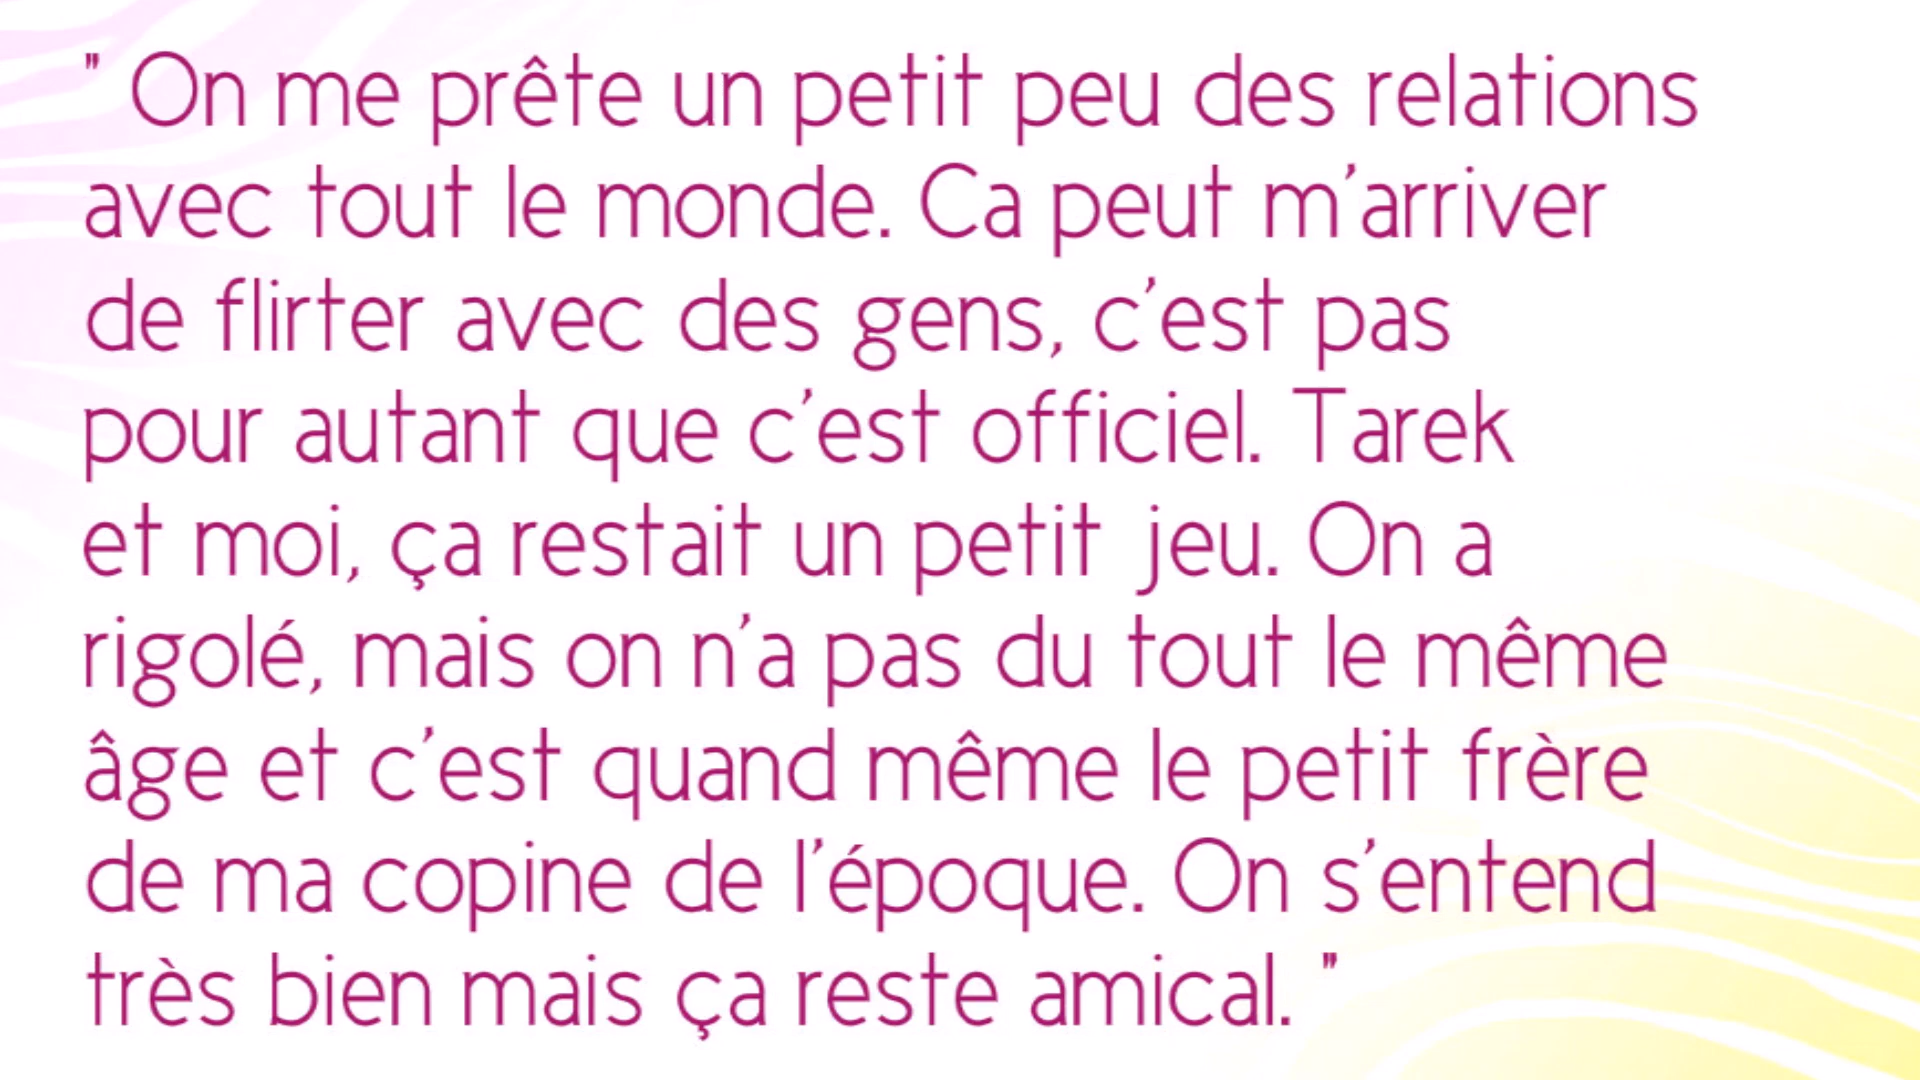 " On me prête un petit peu des relations
avec tout le monde. Ca peut m’arriver
de flirter avec des gens, c’est pas
pour autant que c’est officiel. Tarek
et moi, ça restait un petit jeu. On a
rigolé, mais on n’a pas du tout le même
âge et c’est quand même le petit frère
de ma copine de l’époque. On s’entend
très bien mais ça reste amical. "